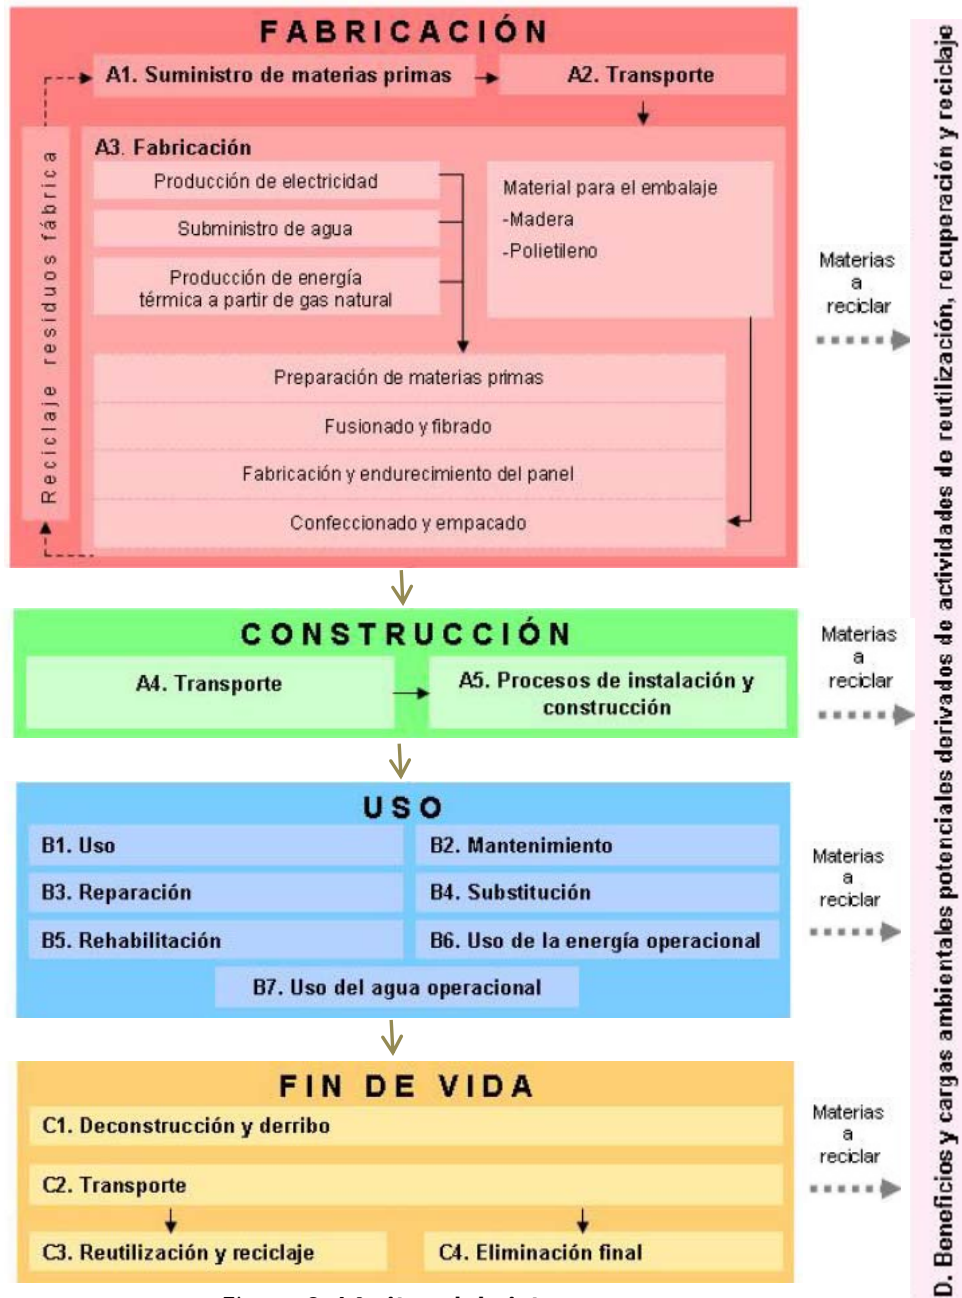 FABRICACIÓN
A1. Suministro de materias primas
A2. Transporte
Reciclaje residuos fábrica
A3. Fabricación
Producción de electricidad
Subministro de agua
Producción de energía
térmica a partir de gas natural
Material para el embalaje
-Madera
-Polietileno
Preparación de materias primas
Fusionado y fibrado
Fabricación y endurecimiento del panel
Confeccionado y empacado
Materias
a
reciclar
CONSTRUCCIÓN
A4. Transporte
A5. Procesos de instalación y
construcción
Materias
a
reciclar
USO
B1. Uso
B2. Mantenimiento
B3. Reparación
B4. Substitución
B5. Rehabilitación
B6. Uso de la energía operacional
B7. Uso del agua operacional
Materias
a
reciclar
FIN DE VIDA
C1. Deconstrucción y derribo
C2. Transporte
C3. Reutilización y reciclaje
C4. Eliminación final
Materias
a
reciclar
D. Beneficios y cargas ambientales potenciales derivados de actividades de reutilización, recuperación y reciclaje